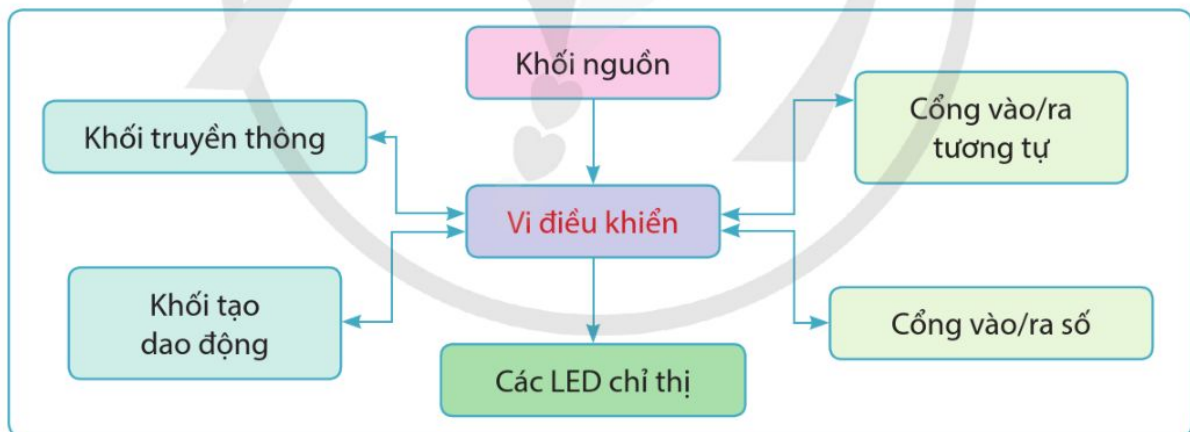 Khối nguồn
Khối truyền thông
Cổng vào/ra
tương tự
Vi điều khiển
Khối tạo
dao động
Cổng vào/ra số
Các LED chỉ thị